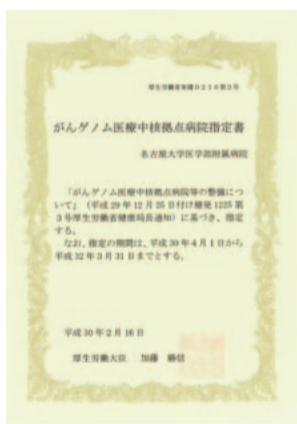 厚生労働省発健0216第2号
がんゲノム医療中核拠点病院指定書
名古屋大学医学部附属病院
「がんゲノム医療中核拠点病院等の整備につ
いて」（平成29年12月25日付け健発1225第
3号厚生労働省健康局長通知）に基づき、指定
する。
なお、指定の期間は、平成30年4月1日から
平成32年3月31日までとする。
平成30年2月16日
厚生労働大臣 加藤 勝信